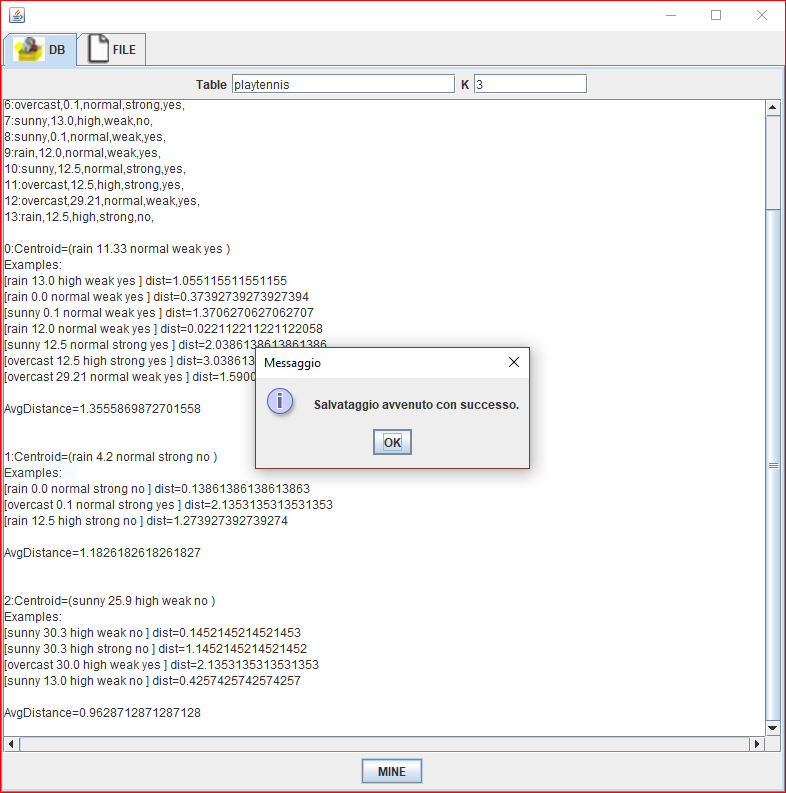 DB
FILE
Table playtennis K 3
6:overcast,0.1,normal,strong,yes,
7:sunny,13.0,high,weak,no,
8:sunny,0.1,normal,weak,yes,
9:rain,12.0,normal,weak,yes,
10:sunny,12.5,normal,strong,yes,
11:overcast,12.5,high,strong,yes,
12:overcast,29.21,normal,weak,yes,
13:rain,12.5,high,strong,no,
0:Centroid=(rain 11.33 normal weak yes )
Examples:
[rain 13.0 high weak yes ] dist=1.055115511551155
[rain 0.0 normal weak yes ] dist=0.37392739273927394
[sunny 0.1 normal weak yes ] dist=1.3706270627062707
[rain 12.0 normal weak yes ] dist=0.022112211221122058
[sunny 12.5 normal strong yes ] dist=2.0386138613861386
[overcast 12.5 high strong yes ] dist=3.03861
[overcast 29.21 normal weak yes ] dist=1.5900
AvgDistance=1.3555869872701558
Messaggio
Salvataggio avvenuto con successo.
OK
1:Centroid=(rain 4.2 normal strong no )
Examples:
[rain 0.0 normal strong no ] dist=0.13861386138613863
[overcast 0.1 normal strong yes ] dist=2.1353135313531353
[rain 12.5 high strong no ] dist=1.273927392739274
AvgDistance=1.1826182618261827
2:Centroid=(sunny 25.9 high weak no )
Examples:
[sunny 30.3 high weak no ] dist=0.1452145214521453
[sunny 30.3 high strong no ] dist=1.1452145214521452
[overcast 30.0 high weak yes ] dist=2.1353135313531353
[sunny 13.0 high weak no ] dist=0.4257425742574257
AvgDistance=0.9628712871287128
MINE